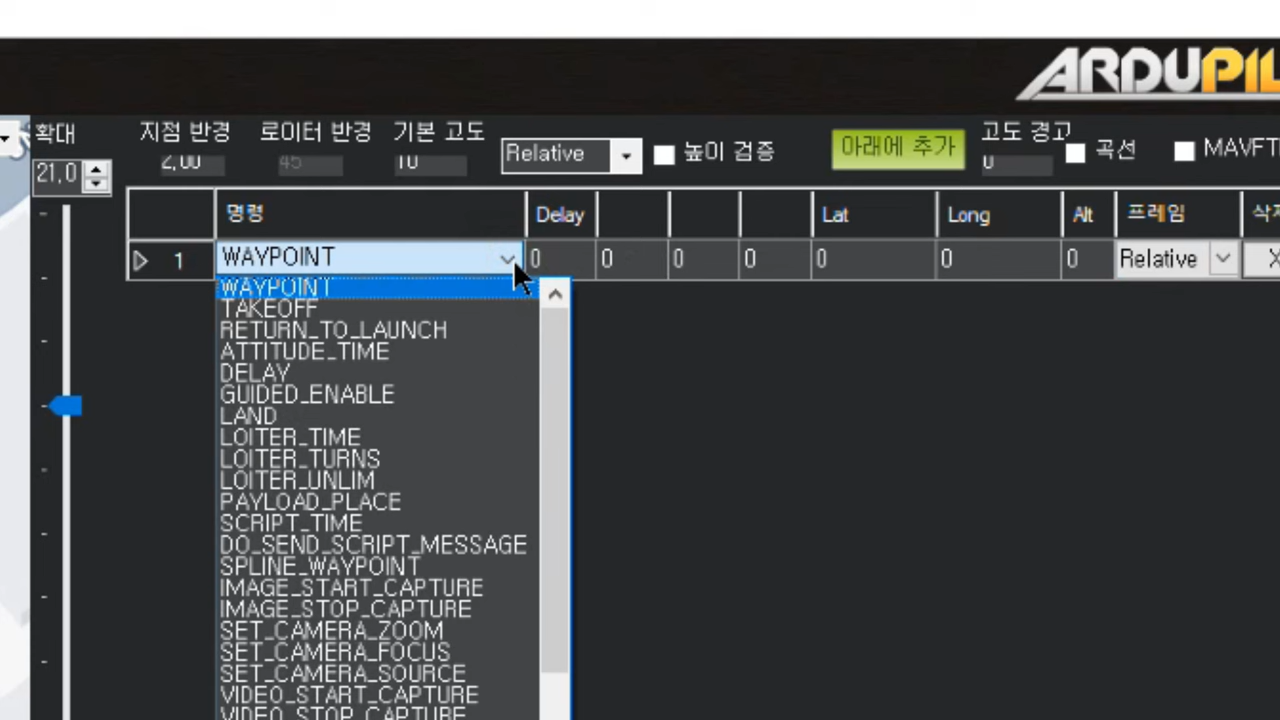 ARDUPIL
확대 지점 반경 로이터 반경 기본 고도 고도 경고
Relative 높이 검증 아래에 추가 곡선 MAVFT
21,0 2,00 45 10 0
명령 Delay Lat Long Alt 프레임
1 WAYPOINT 0 0 0 0 0 0 0 Relative X
WAYPOINT
TAKEOFF
RETURN_TO_LAUNCH
ATTITUDE_TIME
DELAY
GUIDED_ENABLE
LAND
LOITER_TIME
LOITER_TURNS
LOITER_UNLIM
PAYLOAD_PLACE
SCRIPT_TIME
DO_SEND_SCRIPT_MESSAGE
SPLINE_WAYPOINT
IMAGE_START_CAPTURE
IMAGE_STOP_CAPTURE
SET_CAMERA_ZOOM
SET_CAMERA_FOCUS
SET_CAMERA_SOURCE
VIDEO_START_CAPTURE
VIDEO_STOP_CAPTURE